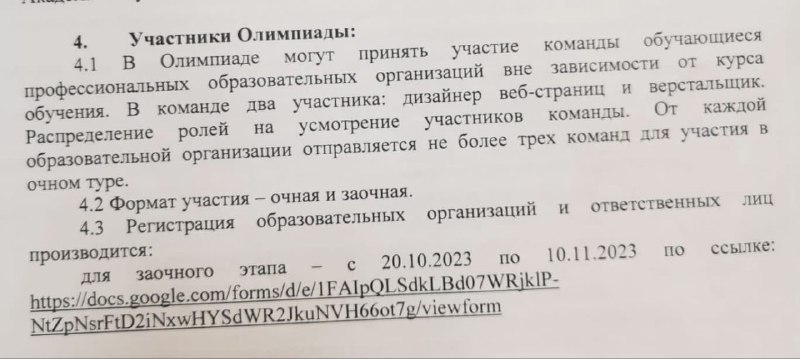 4. Участники Олимпиады:
4.1 В Олимпиаде могут принять участие команды обучающиеся
профессиональных образовательных организаций вне зависимости от курса
обучения. В команде два участника: дизайнер веб-страниц и верстальщик.
Распределение ролей на усмотрение участников команды. От каждой
образовательной организации отправляется не более трех команд для участия в
очном туре.
4.2 Формат участия – очная и заочная.
4.3 Регистрация образовательных организаций и ответственных лиц
производится:
для заочного этапа – с 20.10.2023 по 10.11.2023 по ссылке:
https://docs.google.com/forms/d/e/1FAIpQLSdkLBd07WRjklP-
NtZpNsrFtD2iNxwHYSdWR2JkuNVH66ot7g/viewform